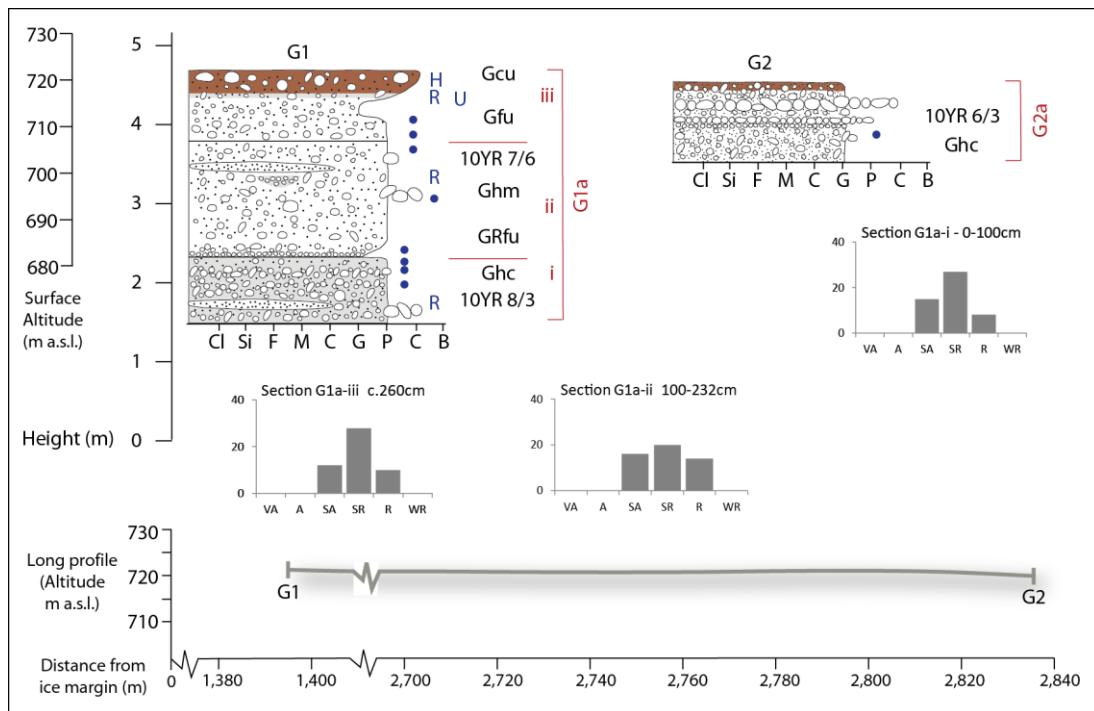 730
720
710
700
690
680
Surface
Altitude
(m a.s.l.)
5
4
3
2
1
0
Height (m)
G1
H
R U
R
R
Gcu
Gfu
10YR 7/6
Ghm
GRfu
Ghc
10YR 8/3
iii
ii
i
G1a
Cl Si F M C G P C B
G2
10YR 6/3
Ghc
G2a
Cl Si F M C G P C B
Section G1a-i - 0-100cm
40
20
0
VA A SA SR R WR
Section G1a-iii c.260cm
40
20
0
VA A SA SR R WR
Section G1a-ii 100-232cm
40
20
0
VA A SA SR R WR
730
720
710
Long profile
(Altitude
m a.s.l.)
G1
G2
Distance from
ice margin (m)
0 1,380 1,400 2,700 2,720 2,740 2,760 2,780 2,800 2,820 2,840